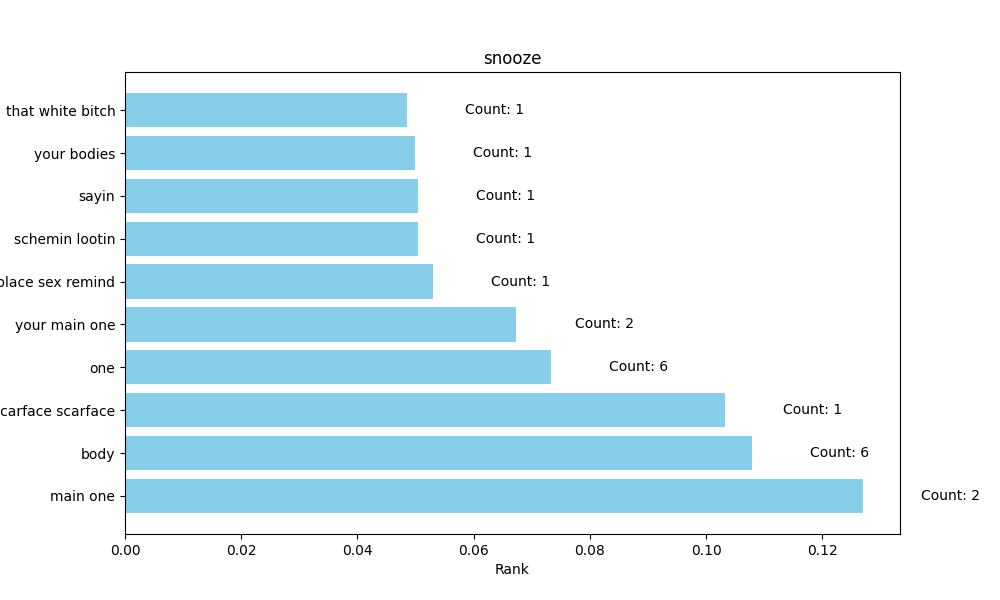 snooze
that white bitch
Count: 1
your bodies
Count: 1
sayin
Count: 1
schemin lootin
Count: 1
place sex remind
Count: 1
your main one
Count: 2
one
Count: 6
carface scarface
Count: 1
body
Count: 6
main one
Count: 2
0.00 0.02 0.04 0.06 0.08 0.10 0.12
Rank